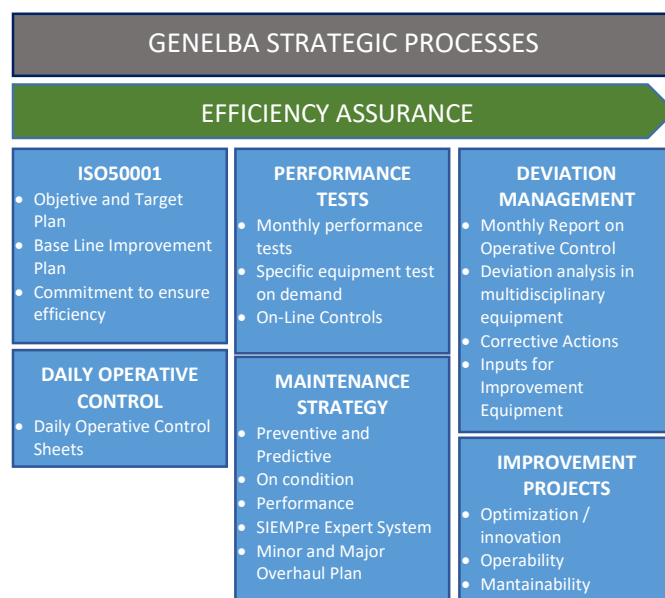 GENELBA STRATEGIC PROCESSES
EFFICIENCY ASSURANCE
ISO50001
• Objetive and Target
Plan
• Base Line Improvement
Plan
• Commitment to ensure
efficiency
DAILY OPERATIVE
CONTROL
• Daily Operative Control
Sheets
PERFORMANCE
TESTS
• Monthly performance
tests
• Specific equipment test
on demand
• On-Line Controls
MAINTENANCE
STRATEGY
• Preventive and
Predictive
• On condition
• Performance
• SIEMPre Expert System
• Minor and Major
Overhaul Plan
DEVIATION
MANAGEMENT
• Monthly Report on
Operative Control
• Deviation analysis in
multidisciplinary
equipment
• Corrective Actions
• Inputs for
Improvement
Equipment
IMPROVEMENT
PROJECTS
• Optimization /
innovation
• Operability
• Mantainability